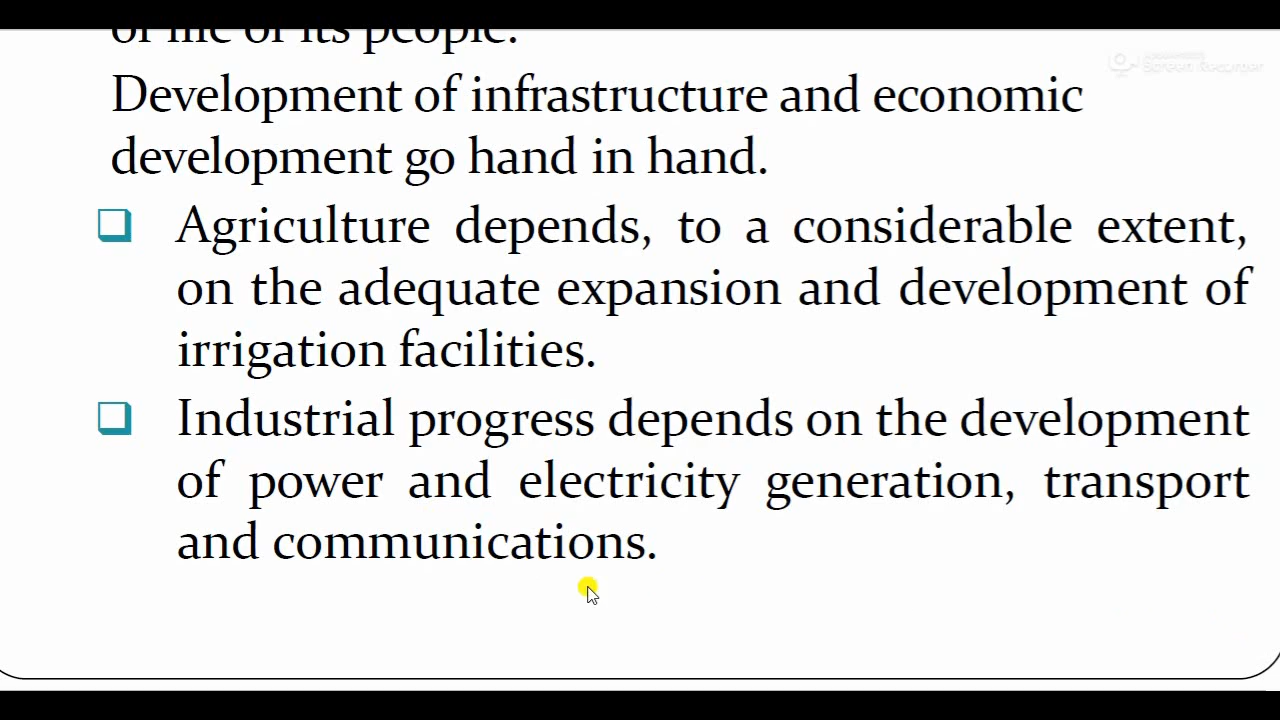 of life of its people.
Screen Recorder
Development of infrastructure and economic
development go hand in hand.
Agriculture depends, to a considerable extent,
on the adequate expansion and development of
irrigation facilities.
Industrial progress depends on the development
of power and electricity generation, transport
and communications.